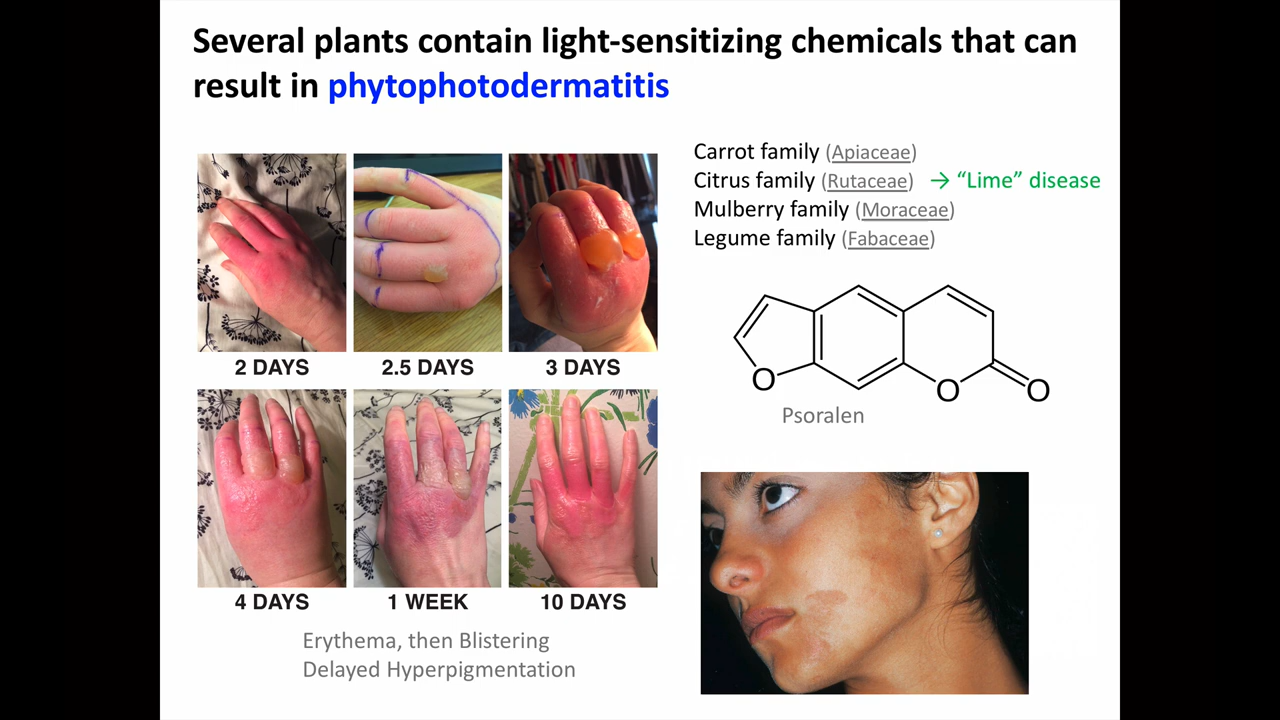 Several plants contain light-sensitizing chemicals that can
result in phytophotodermatitis
Carrot family (Apiaceae)
Citrus family (Rutaceae) → “Lime” disease
Mulberry family (Moraceae)
Legume family (Fabaceae)
2 DAYS
2.5 DAYS
3 DAYS
O
O
O
Psoralen
4 DAYS
1 WEEK
10 DAYS
Erythema, then Blistering
Delayed Hyperpigmentation